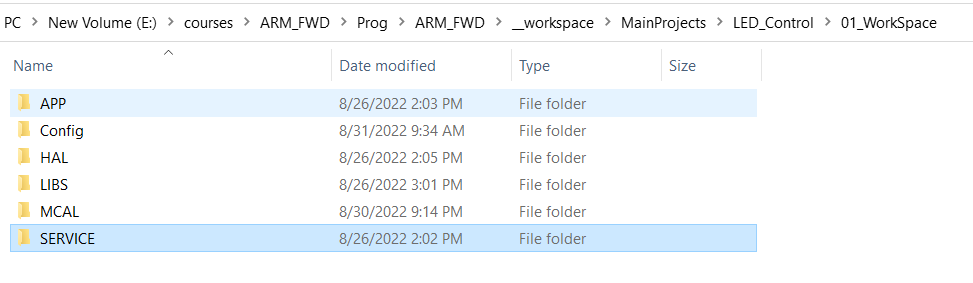 PC > New Volume (E:) > courses > ARM_FWD > Prog > ARM_FWD > __workspace > MainProjects > LED_Control > 01_WorkSpace
Name Date modified Type Size
APP 8/26/2022 2:03 PM File folder
Config 8/31/2022 9:34 AM File folder
HAL 8/26/2022 2:05 PM File folder
LIBS 8/26/2022 3:01 PM File folder
MCAL 8/30/2022 9:14 PM File folder
SERVICE 8/26/2022 2:02 PM File folder